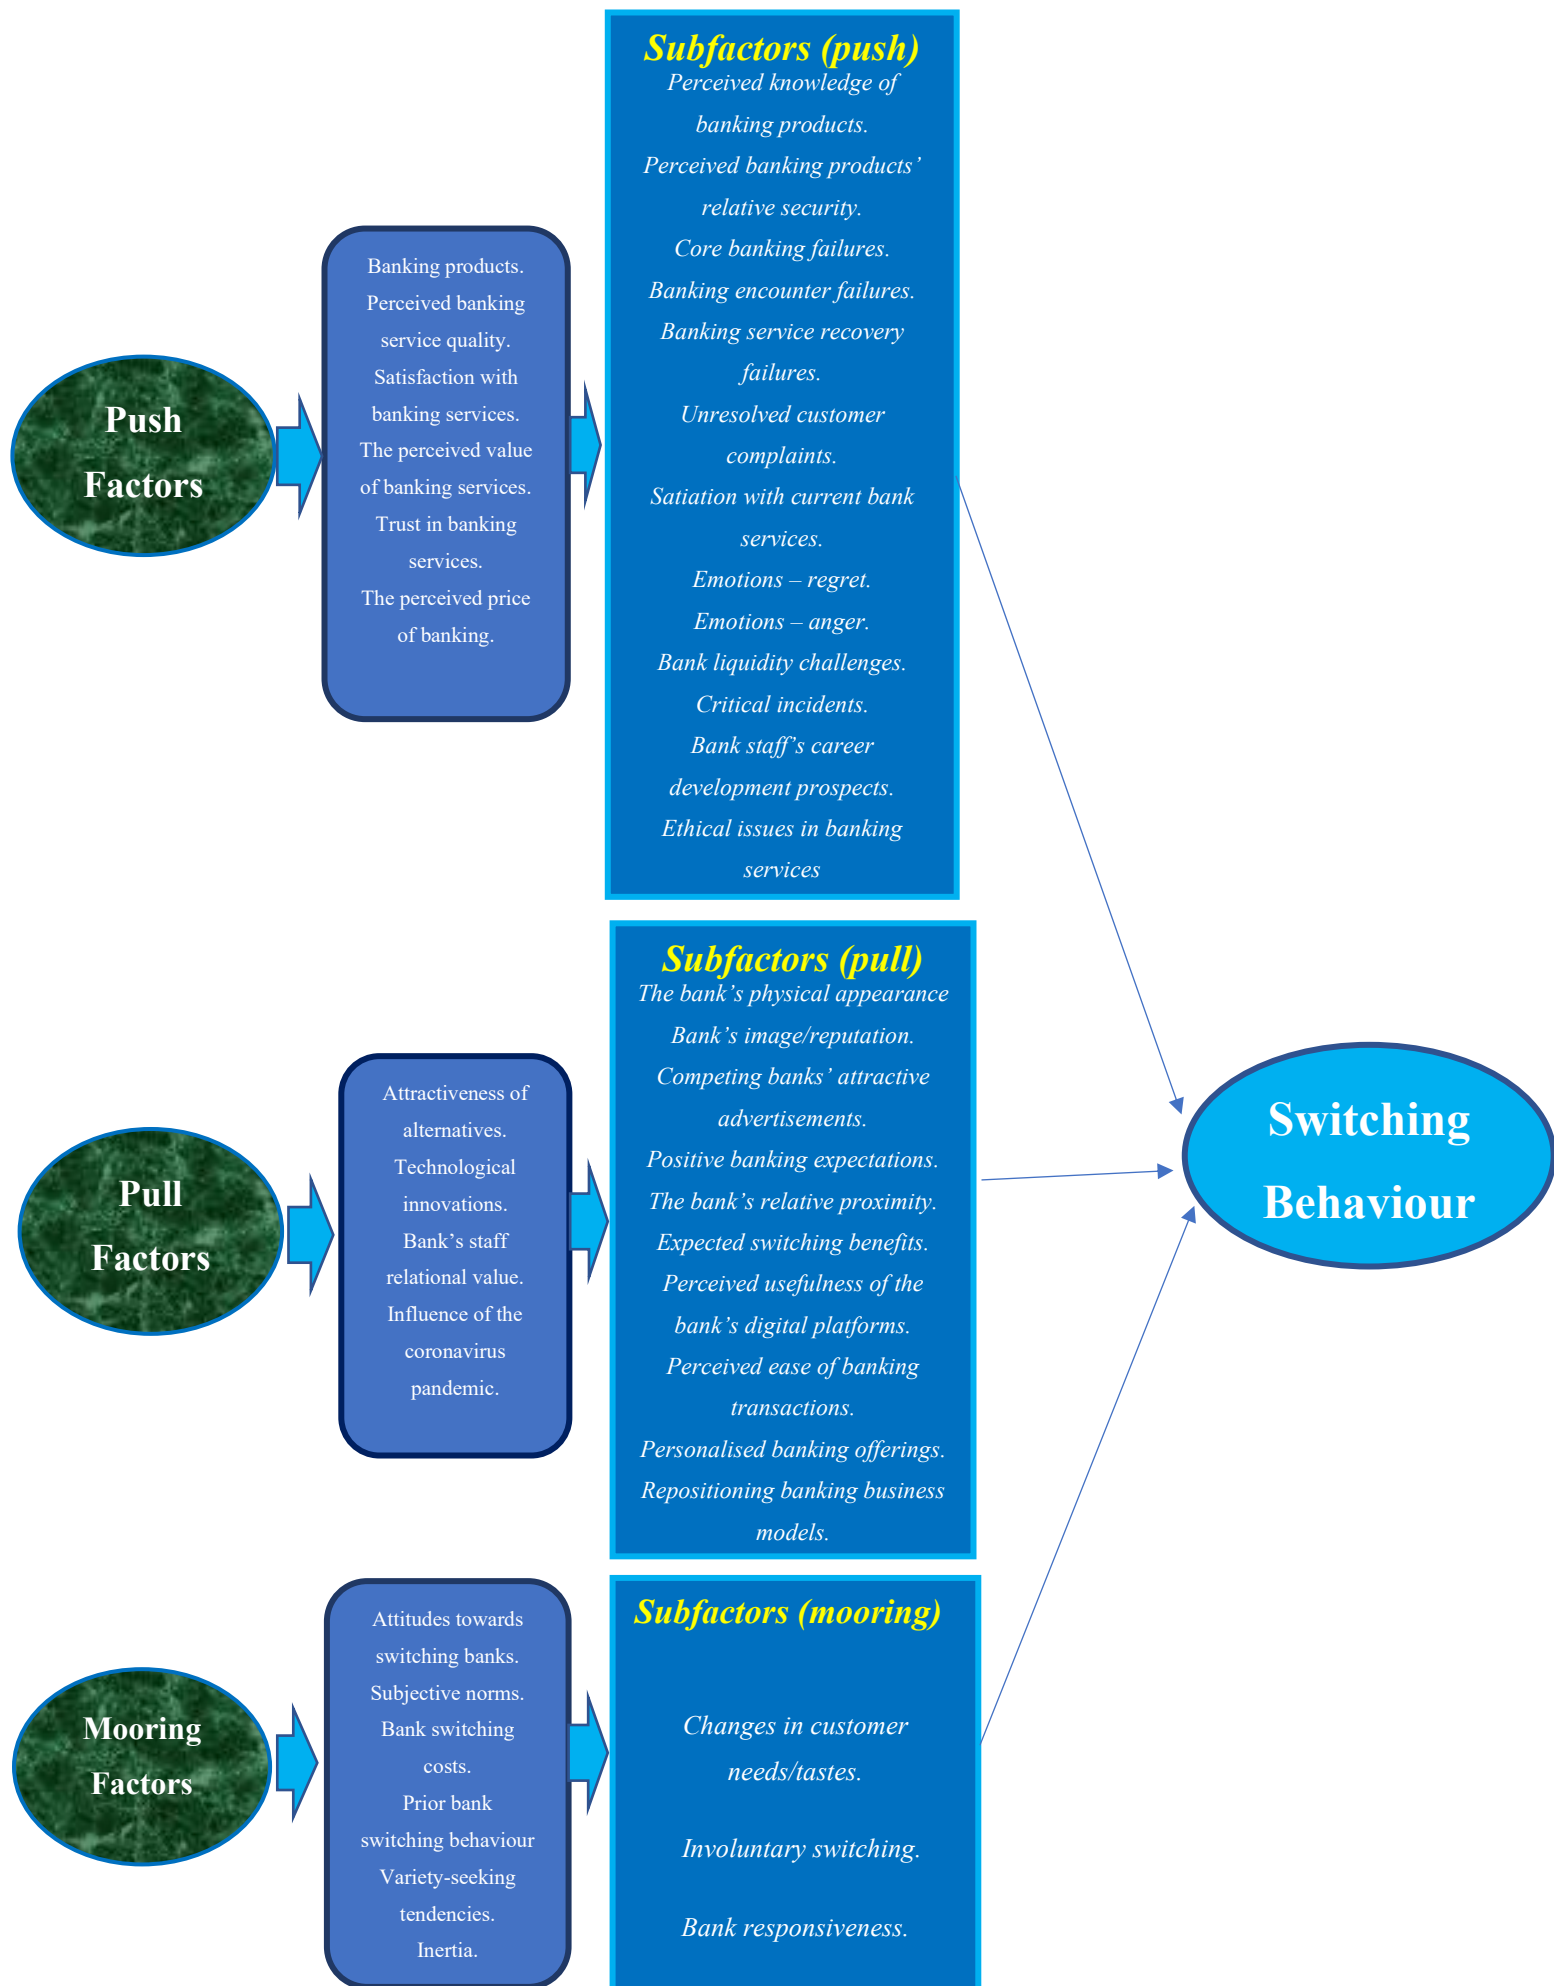 Push
Factors
Banking products.
Perceived banking
service quality.
Satisfaction with
banking services.
The perceived value
of banking services.
Trust in banking
services.
The perceived price
of banking.
Subfactors (push)
Perceived knowledge of
banking products.
Perceived banking products’
relative security.
Core banking failures.
Banking encounter failures.
Banking service recovery
failures.
Unresolved customer
complaints.
Satiation with current bank
services.
Emotions – regret.
Emotions – anger.
Bank liquidity challenges.
Critical incidents.
Bank staff’s career
development prospects.
Ethical issues in banking
services
Pull
Factors
Attractiveness of
alternatives.
Technological
innovations.
Bank’s staff
relational value.
Influence of the
coronavirus
pandemic.
Subfactors (pull)
The bank’s physical appearance
Bank’s image/reputation.
Competing banks’ attractive
advertisements.
Positive banking expectations.
The bank’s relative proximity.
Expected switching benefits.
Perceived usefulness of the
bank’s digital platforms.
Perceived ease of banking
transactions.
Personalised banking offerings.
Repositioning banking business
models.
Mooring
Factors
Attitudes towards
switching banks.
Subjective norms.
Bank switching
costs.
Prior bank
switching behaviour
Variety-seeking
tendencies.
Inertia.
Subfactors (mooring)
Changes in customer
needs/tastes.
Involuntary switching.
Bank responsiveness.
Switching
Behaviour